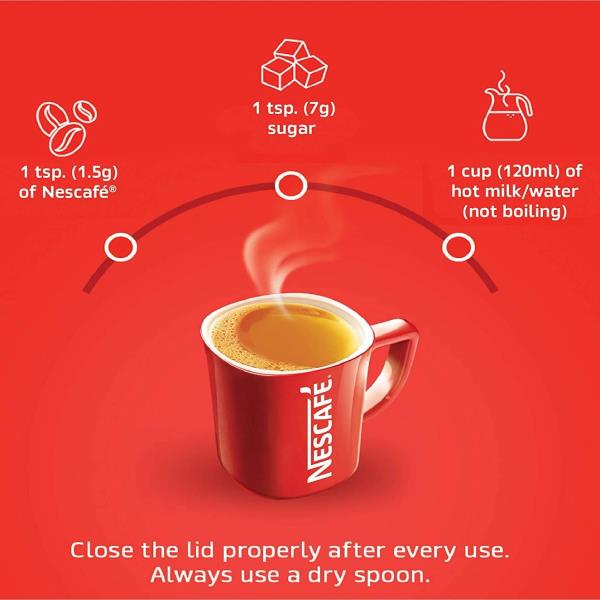 1 tsp. (1.5g)
of Nescafé®
1 tsp. (7g)
sugar
1 cup (120ml) of
hot milk/water
(not boiling)
NESCAFÉ®
Close the lid properly after every use.
Always use a dry spoon.